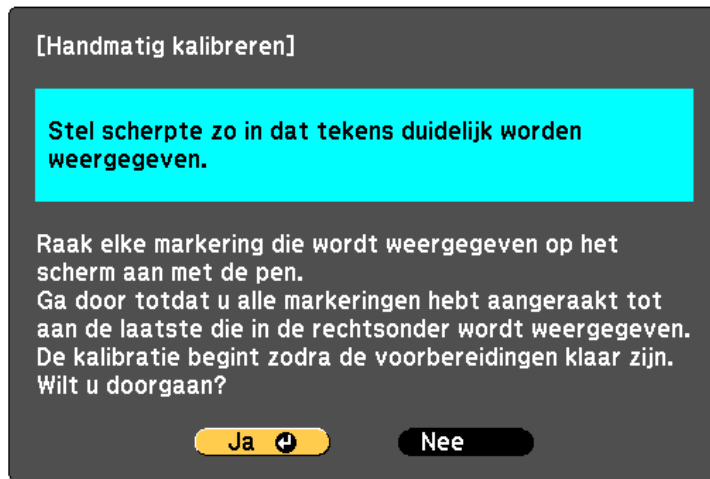 [Handmatig kalibreren]
Stel scherpte zo in dat tekens duidelijk worden
weergegeven.
Raak elke markering die wordt weergegeven op het
scherm aan met de pen.
Ga door totdat u alle markeringen hebt aangeraakt tot
aan de laatste die in de rechtsonder wordt weergegeven.
De kalibratie begint zodra de voorbereidingen klaar zijn.
Wilt u doorgaan?
Ja Nee